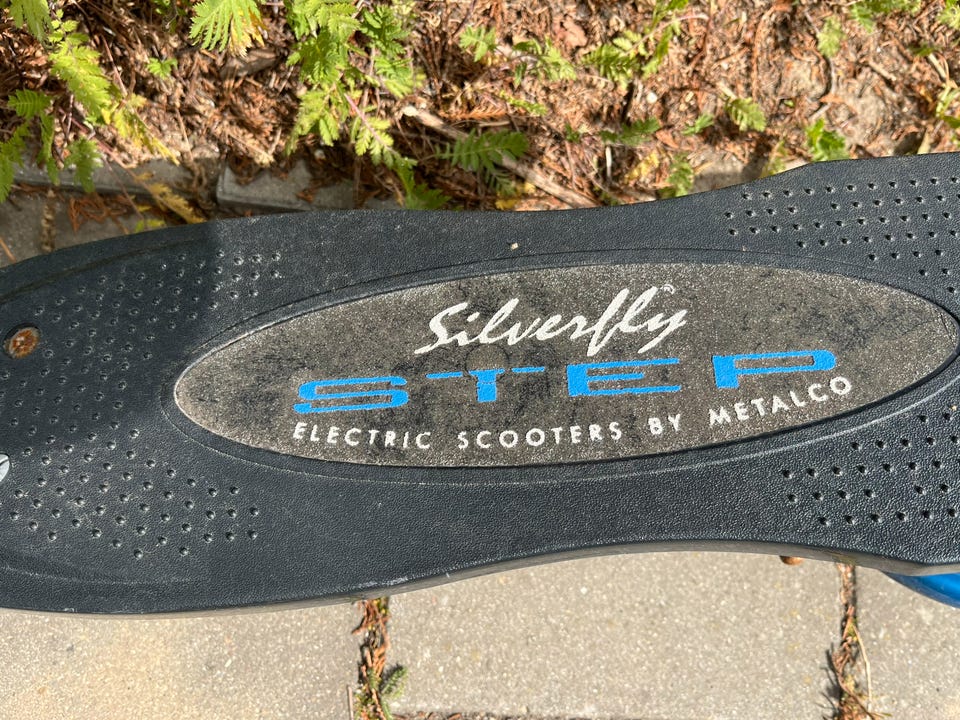 Silverfly®
STEP
ELECTRIC SCOOTERS BY METALCO